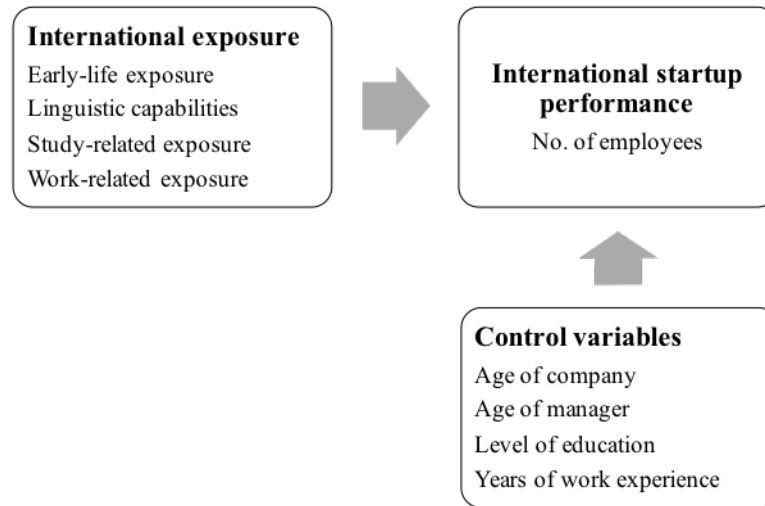 International exposure
Early-life exposure
Linguistic capabilities
Study-related exposure
Work-related exposure
International startup
performance
No. of employees
Control variables
Age of company
Age of manager
Level of education
Years of work experience